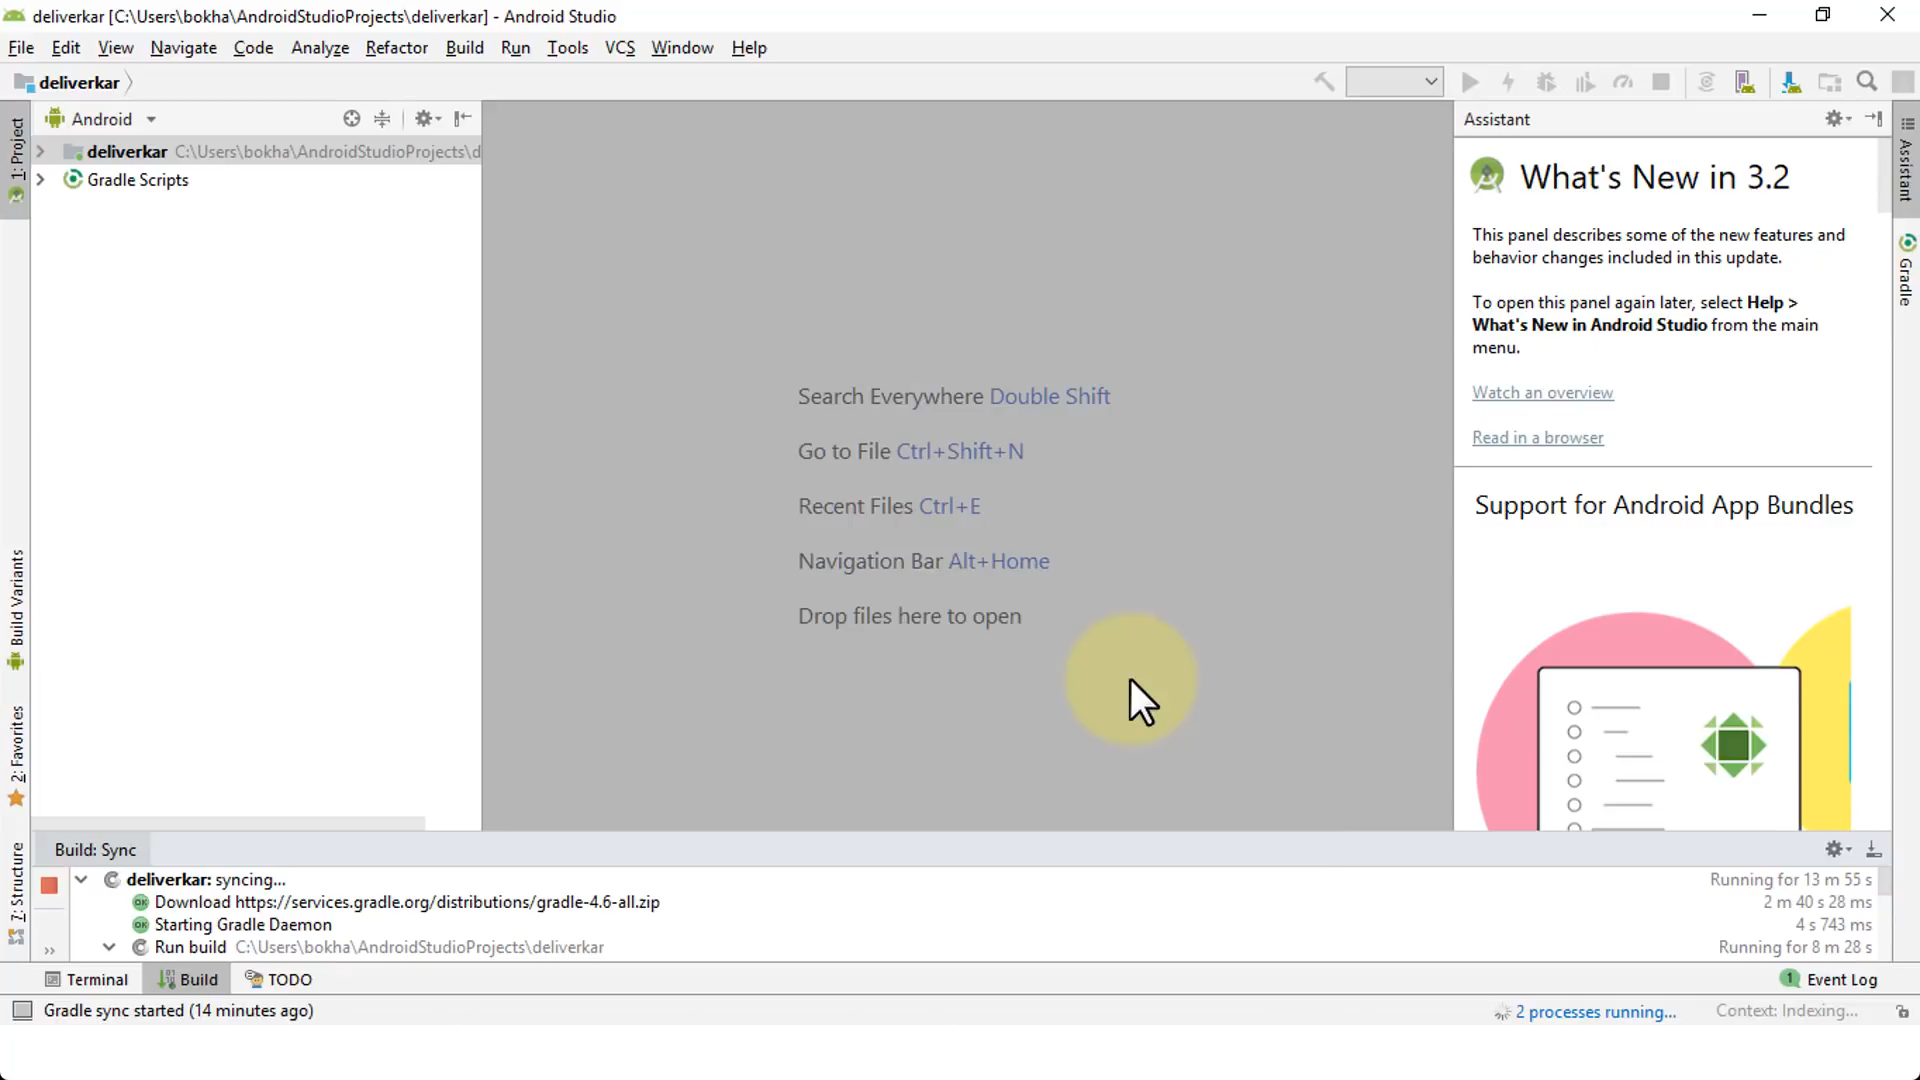 deliverkar [C:\Users\bokha\AndroidStudioProjects\deliverkar] - Android Studio
File Edit View Navigate Code Analyze Refactor Build Run Tools VCS Window Help
deliverkar
Android
Assistant
1: Project
deliverkar C:\Users\bokha\AndroidStudioProjects\d
Gradle Scripts
Build Variants
2: Favorites
7: Structure
Search Everywhere Double Shift
Go to File Ctrl+Shift+N
Recent Files Ctrl+E
Navigation Bar Alt+Home
Drop files here to open
What's New in 3.2
This panel describes some of the new features and
behavior changes included in this update.
To open this panel again later, select Help >
What's New in Android Studio from the main
menu.
Watch an overview
Read in a browser
Support for Android App Bundles
Assistant
Gradle
Build: Sync
deliverkar: syncing... Running for 13 m 55 s
OK Download https://services.gradle.org/distributions/gradle-4.6-all.zip 2 m 40 s 28 ms
OK Starting Gradle Daemon 4 s 743 ms
Run build C:\Users\bokha\AndroidStudioProjects\deliverkar Running for 8 m 28 s
Terminal Build TODO 1 Event Log
Gradle sync started (14 minutes ago) 2 processes running... Context: Indexing...